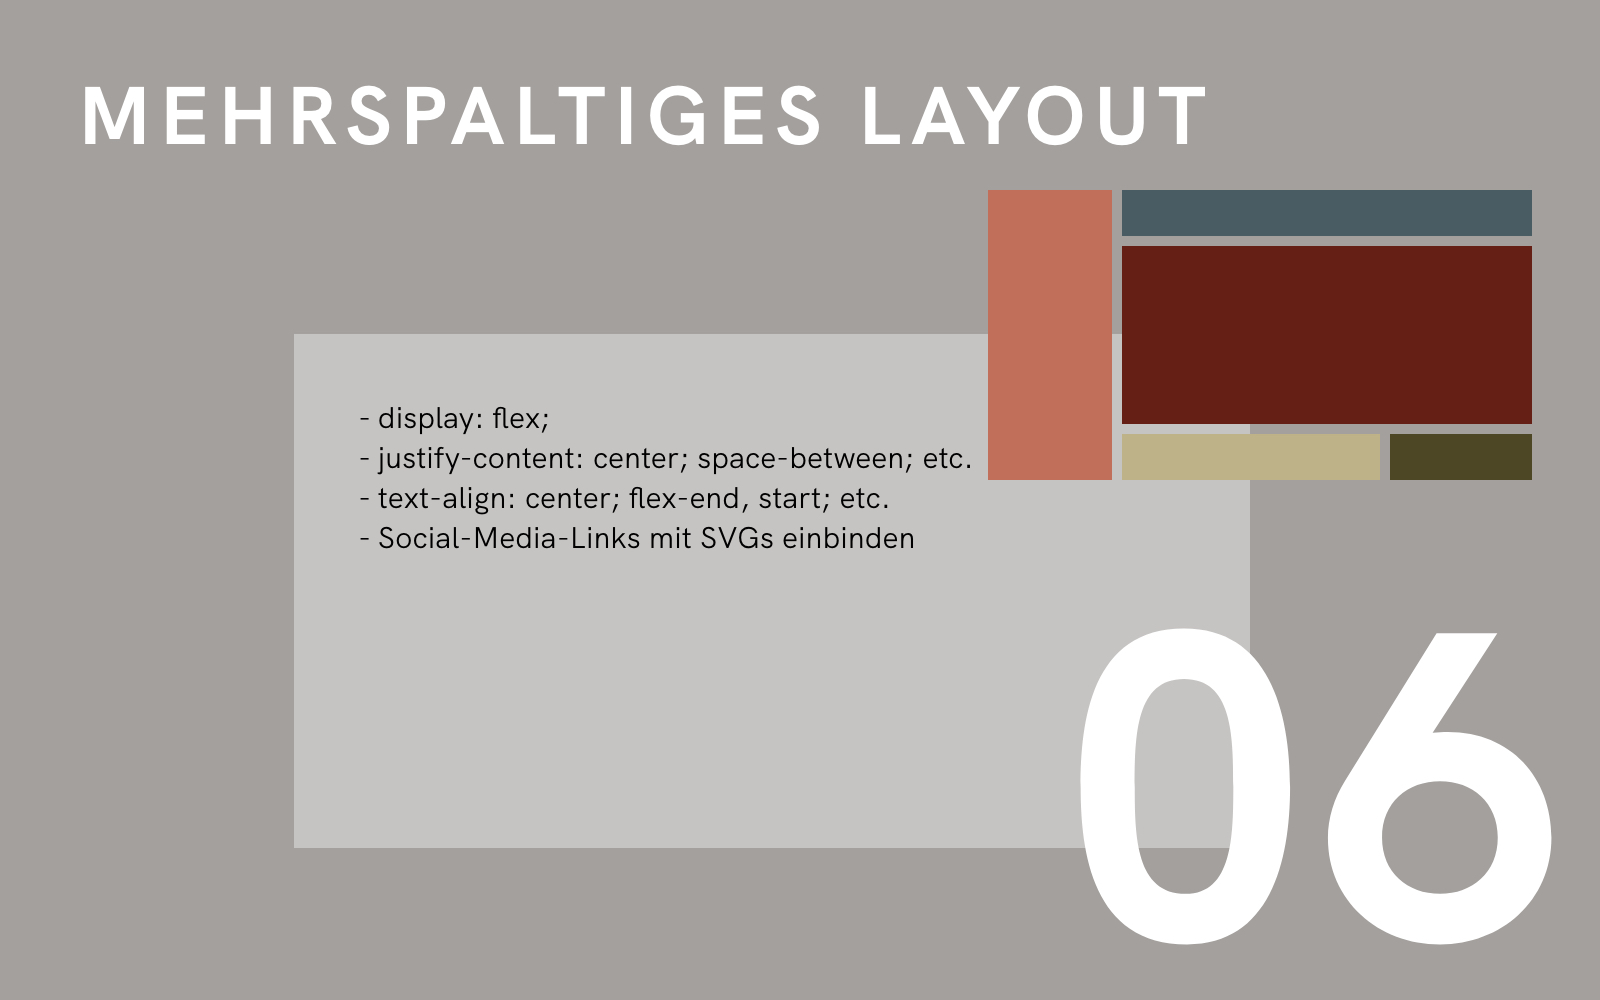 MEHRSPALTIGES LAYOUT
- display: flex;
- justify-content: center; space-between; etc.
- text-align: center; flex-end, start; etc.
- Social-Media-Links mit SVGs einbinden
06